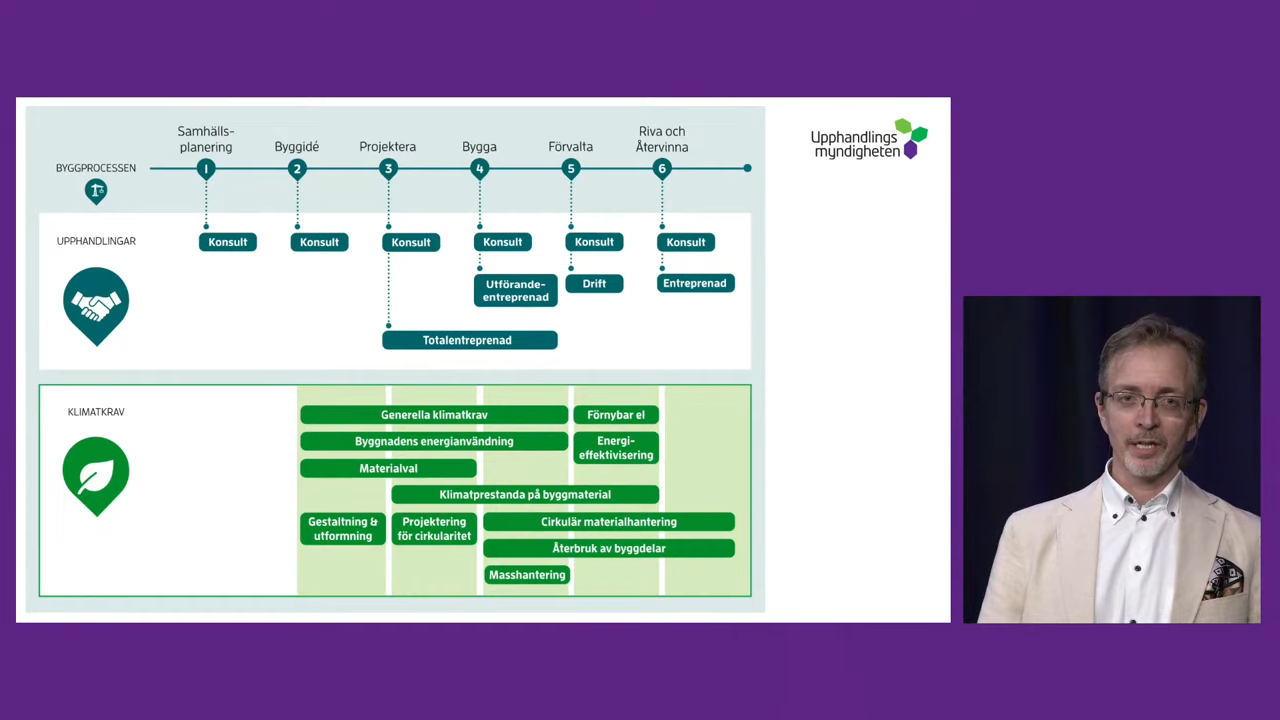 Samhälls-
planering
Byggidé
Projektera
Bygga
Förvalta
Riva och
Återvinna
BYGGPROCESSEN
1
2
3
4
5
6
Upphandlings
myndigheten
UPPHANDLINGAR
Konsult
Konsult
Konsult
Konsult
Konsult
Konsult
Utförande-
entreprenad
Drift
Entreprenad
Totalentreprenad
KLIMATKRAV
Generella klimatkrav
Förnybar el
Byggnadens energianvändning
Energi-
effektivisering
Materialval
Klimatprestanda på byggmaterial
Gestaltning &
utformning
Projektering
för cirkularitet
Cirkulär materialhantering
Återbruk av byggdelar
Masshantering